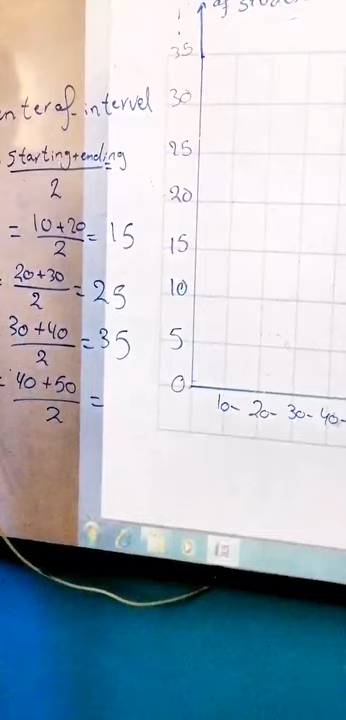 enter of interval
starting+ending
2
= 10+20 / 2 = 15
= 20+30 / 2 = 25
30+40 / 2 = 35
= 40+50 / 2 =
of
35
30
25
20
15
10
5
0
10- 20- 30- 40-